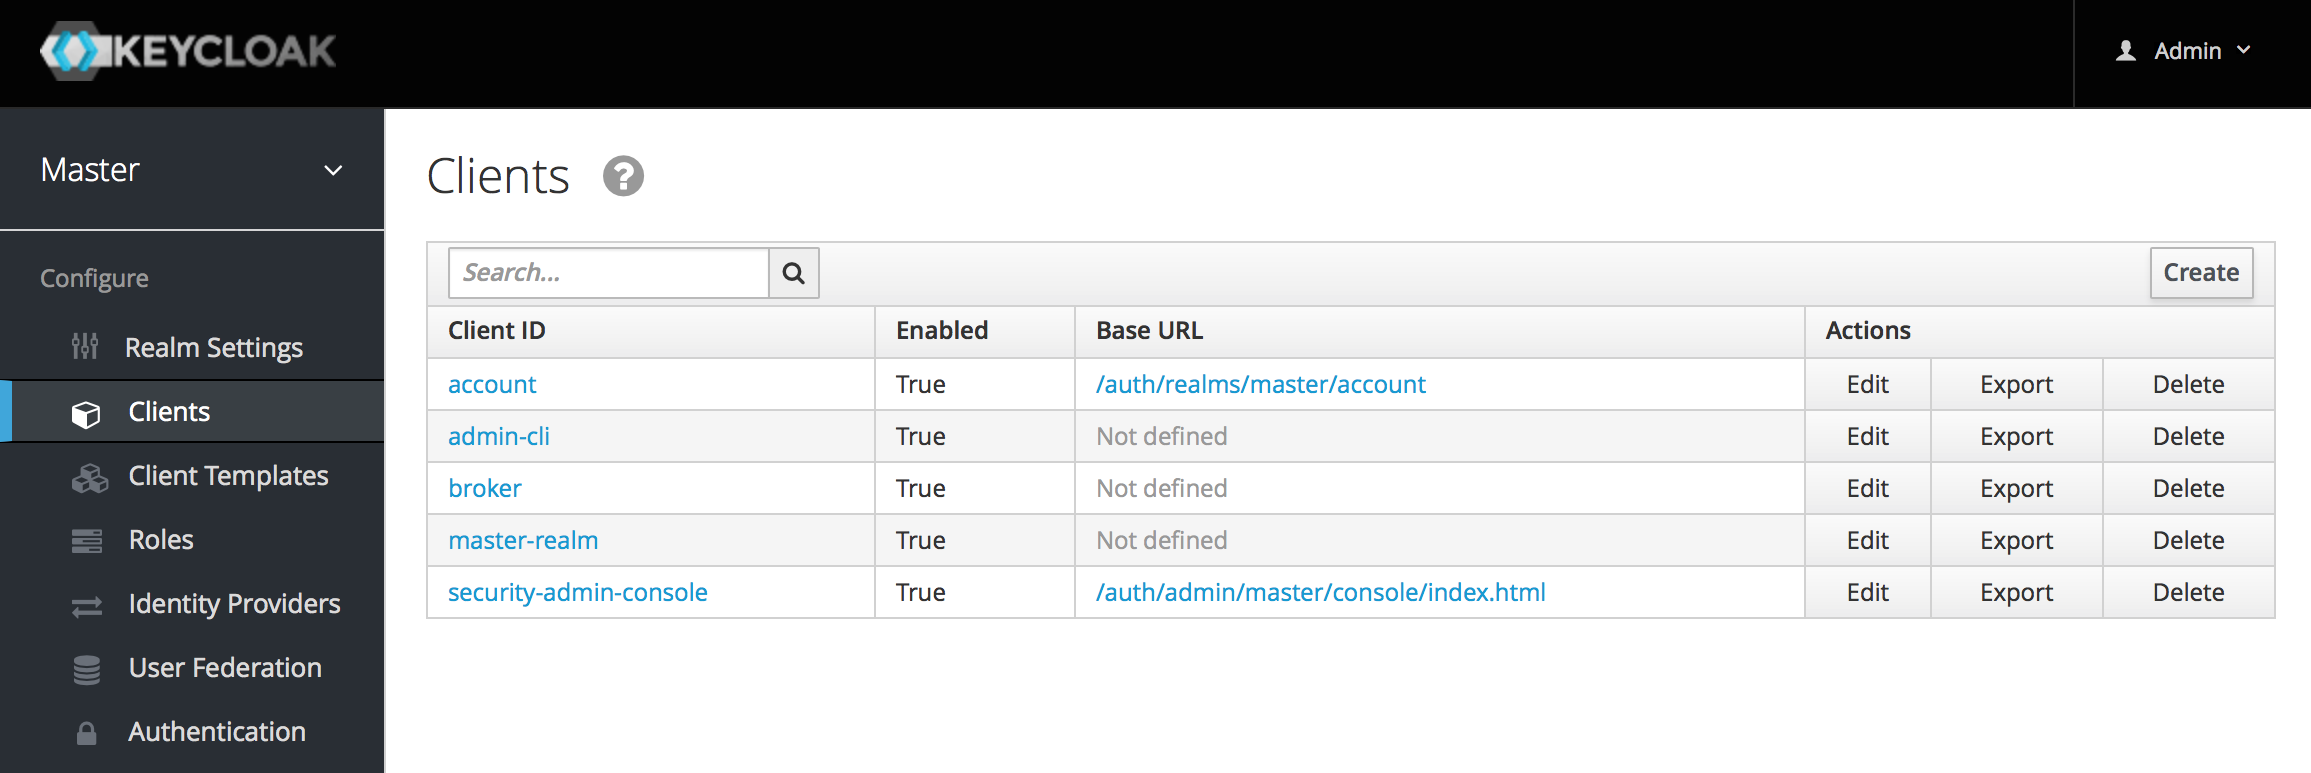 KEYCLOAK
Admin
Master
Configure
Realm Settings
Clients
Client Templates
Roles
Identity Providers
User Federation
Authentication
Clients ?
Search...
Create
Client ID Enabled Base URL Actions
account True /auth/realms/master/account Edit Export Delete
admin-cli True Not defined Edit Export Delete
broker True Not defined Edit Export Delete
master-realm True Not defined Edit Export Delete
security-admin-console True /auth/admin/master/console/index.html Edit Export Delete